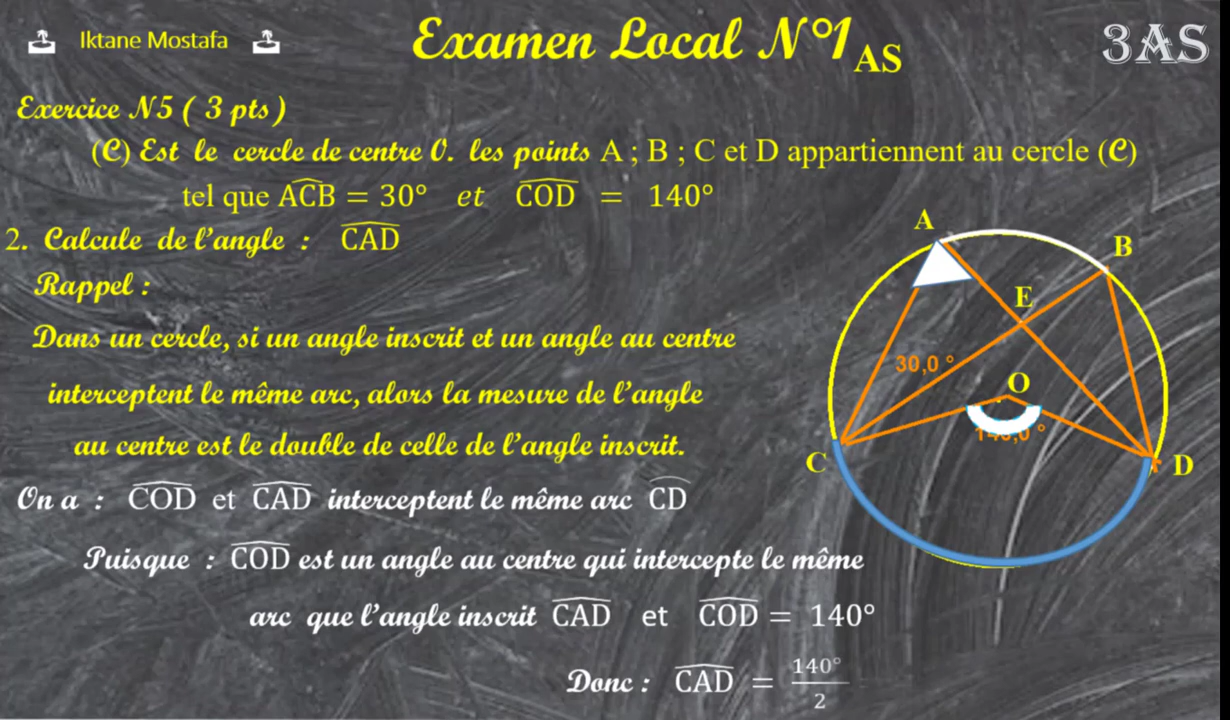 Iktane Mostafa
Examen Local N°1 AS
3AS
Exercice N5 ( 3 pts )
(C) Est le cercle de centre O. les points A ; B ; C et D appartiennent au cercle (C)
tel que ACB = 30° et COD = 140°
2. Calcule de l'angle : CAD
Rappel :
Dans un cercle, si un angle inscrit et un angle au centre
interceptent le même arc, alors la mesure de l'angle
au centre est le double de celle de l'angle inscrit.
On a : COD et CAD interceptent le même arc CD
Puisque : COD est un angle au centre qui intercepte le même
arc que l'angle inscrit CAD et COD = 140°
Donc : CAD = 140°/2
A
B
E
30,0 °
O
C
D